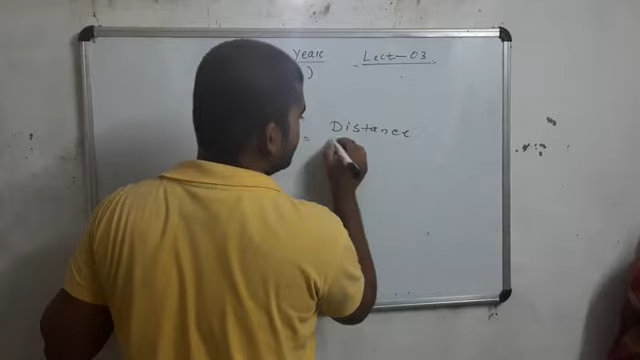 Year Lect-03
)
= Distance